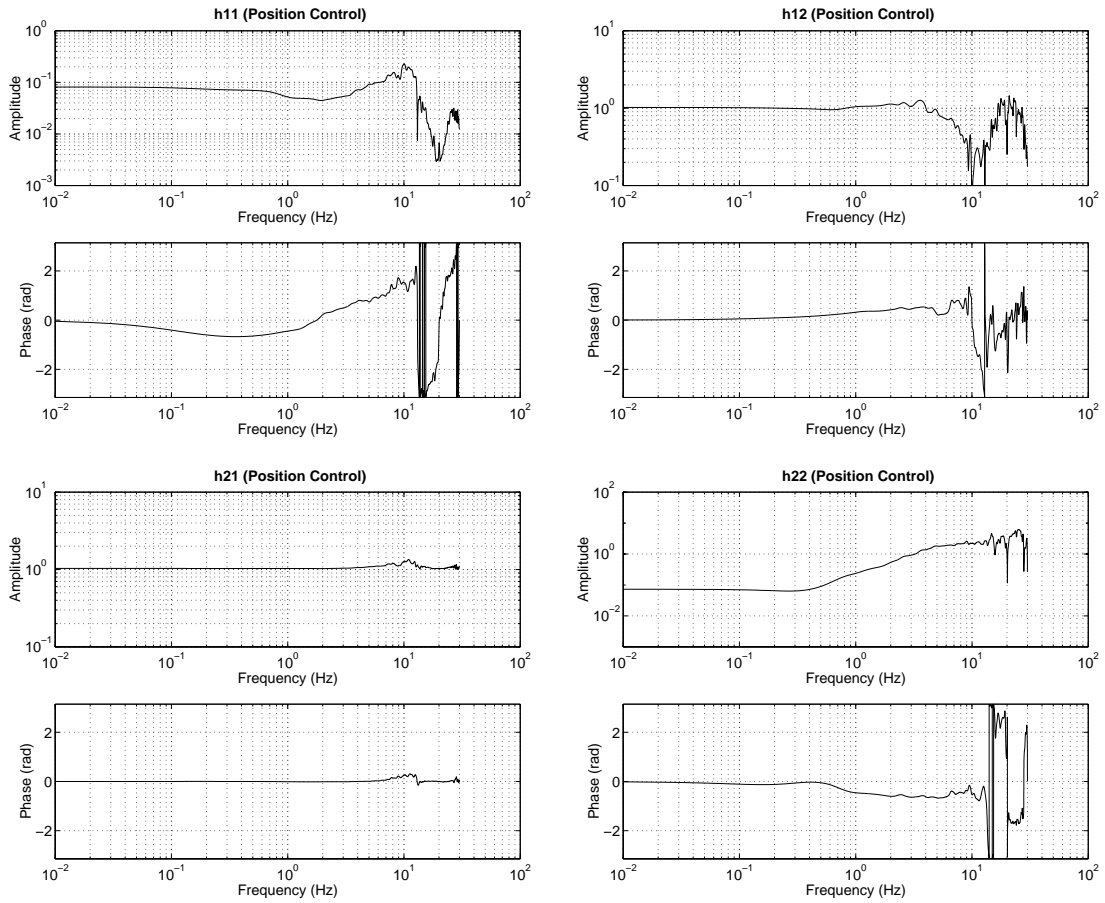 h11 (Position Control)
10^0
10^−1
10^−2
10^−3
Amplitude
10^−2 10^−1 10^0 10^1 10^2
Frequency (Hz)
2
0
−2
Phase (rad)
10^−2 10^−1 10^0 10^1 10^2
Frequency (Hz)
h12 (Position Control)
10^1
10^0
10^−1
Amplitude
10^−2 10^−1 10^0 10^1 10^2
Frequency (Hz)
2
0
−2
Phase (rad)
10^−2 10^−1 10^0 10^1 10^2
Frequency (Hz)
h21 (Position Control)
10^1
10^0
10^−1
Amplitude
10^−2 10^−1 10^0 10^1 10^2
Frequency (Hz)
2
0
−2
Phase (rad)
10^−2 10^−1 10^0 10^1 10^2
Frequency (Hz)
h22 (Position Control)
10^2
10^0
10^−2
Amplitude
10^−2 10^−1 10^0 10^1 10^2
Frequency (Hz)
2
0
−2
Phase (rad)
10^−2 10^−1 10^0 10^1 10^2
Frequency (Hz)